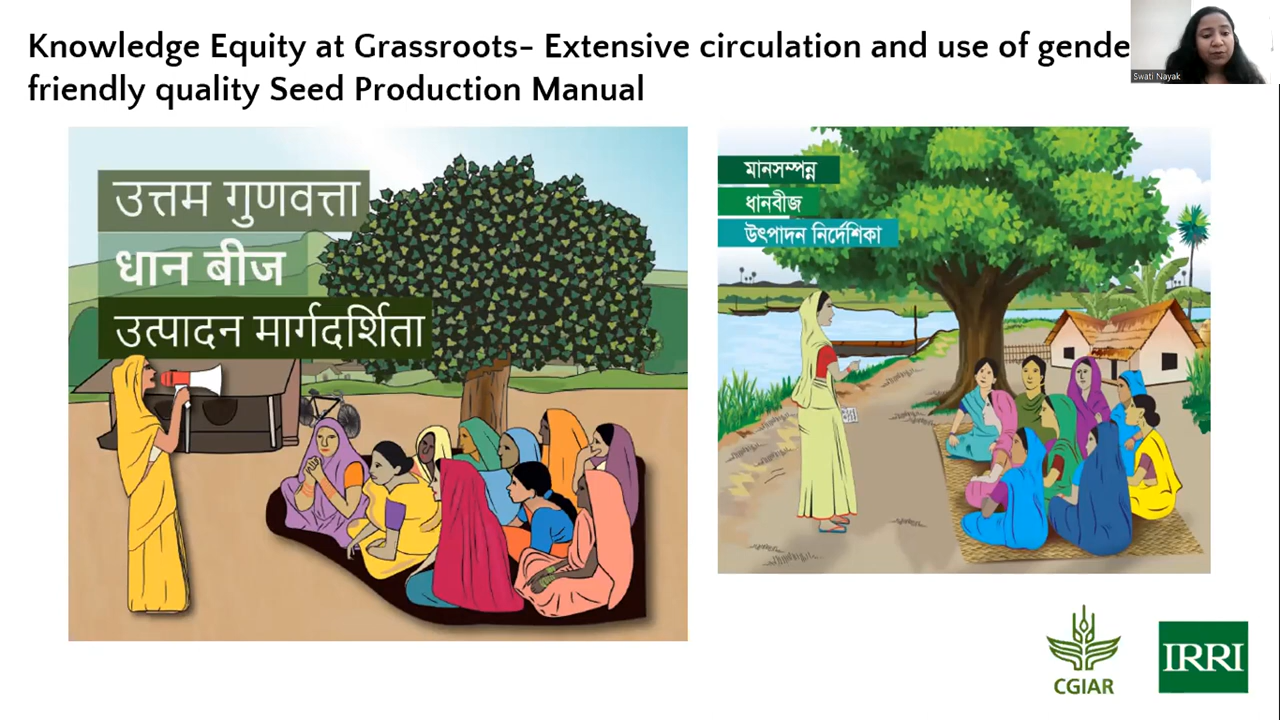 Knowledge Equity at Grassroots- Extensive circulation and use of gende
friendly quality Seed Production Manual
Swati Nayak
उत्तम गुणवत्ता
धान बीज
उत्पादन मार्गदर्शिता
মানসম্পন্ন
ধানবীজ
উৎপাদন নির্দেশিকা
CGIAR
IRRI